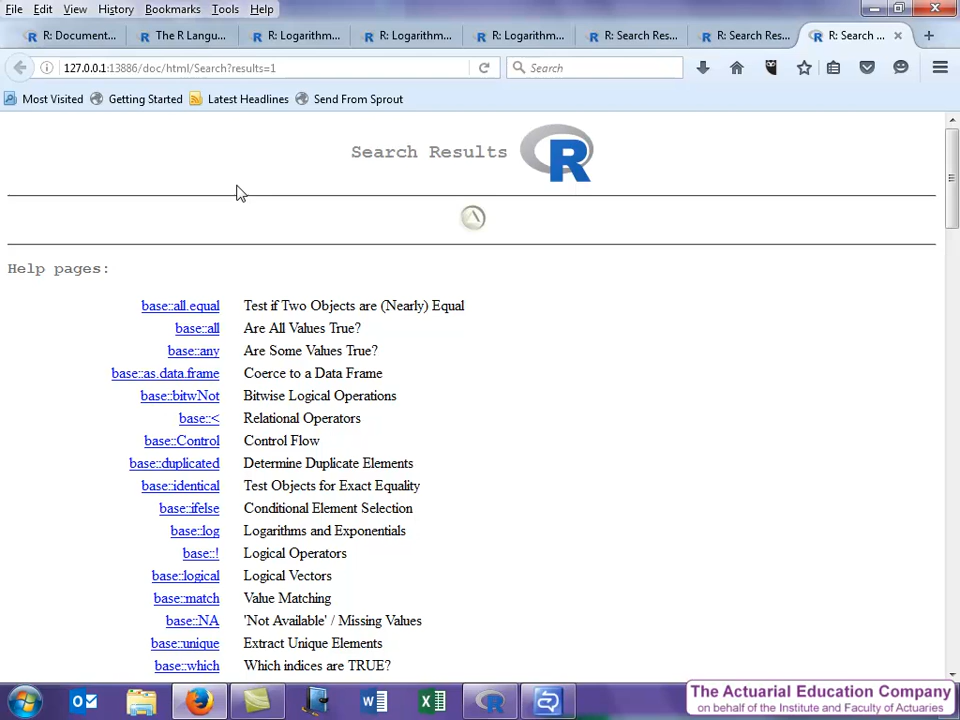 File Edit View History Bookmarks Tools Help
R: Document... The R Langu... R: Logarithm... R: Logarithm... R: Logarithm... R: Search Res... R: Search Res... R: Search ...
127.0.0.1:13886/doc/html/Search?results=1 Search
Most Visited Getting Started Latest Headlines Send From Sprout
Search Results R
Help pages:
base::all.equal Test if Two Objects are (Nearly) Equal
base::all Are All Values True?
base::any Are Some Values True?
base::as.data.frame Coerce to a Data Frame
base::bitwNot Bitwise Logical Operations
base::< Relational Operators
base::Control Control Flow
base::duplicated Determine Duplicate Elements
base::identical Test Objects for Exact Equality
base::ifelse Conditional Element Selection
base::log Logarithms and Exponentials
base::! Logical Operators
base::logical Logical Vectors
base::match Value Matching
base::NA 'Not Available' / Missing Values
base::unique Extract Unique Elements
base::which Which indices are TRUE?
The Actuarial Education Company
on behalf of the Institute and Faculty of Actuaries